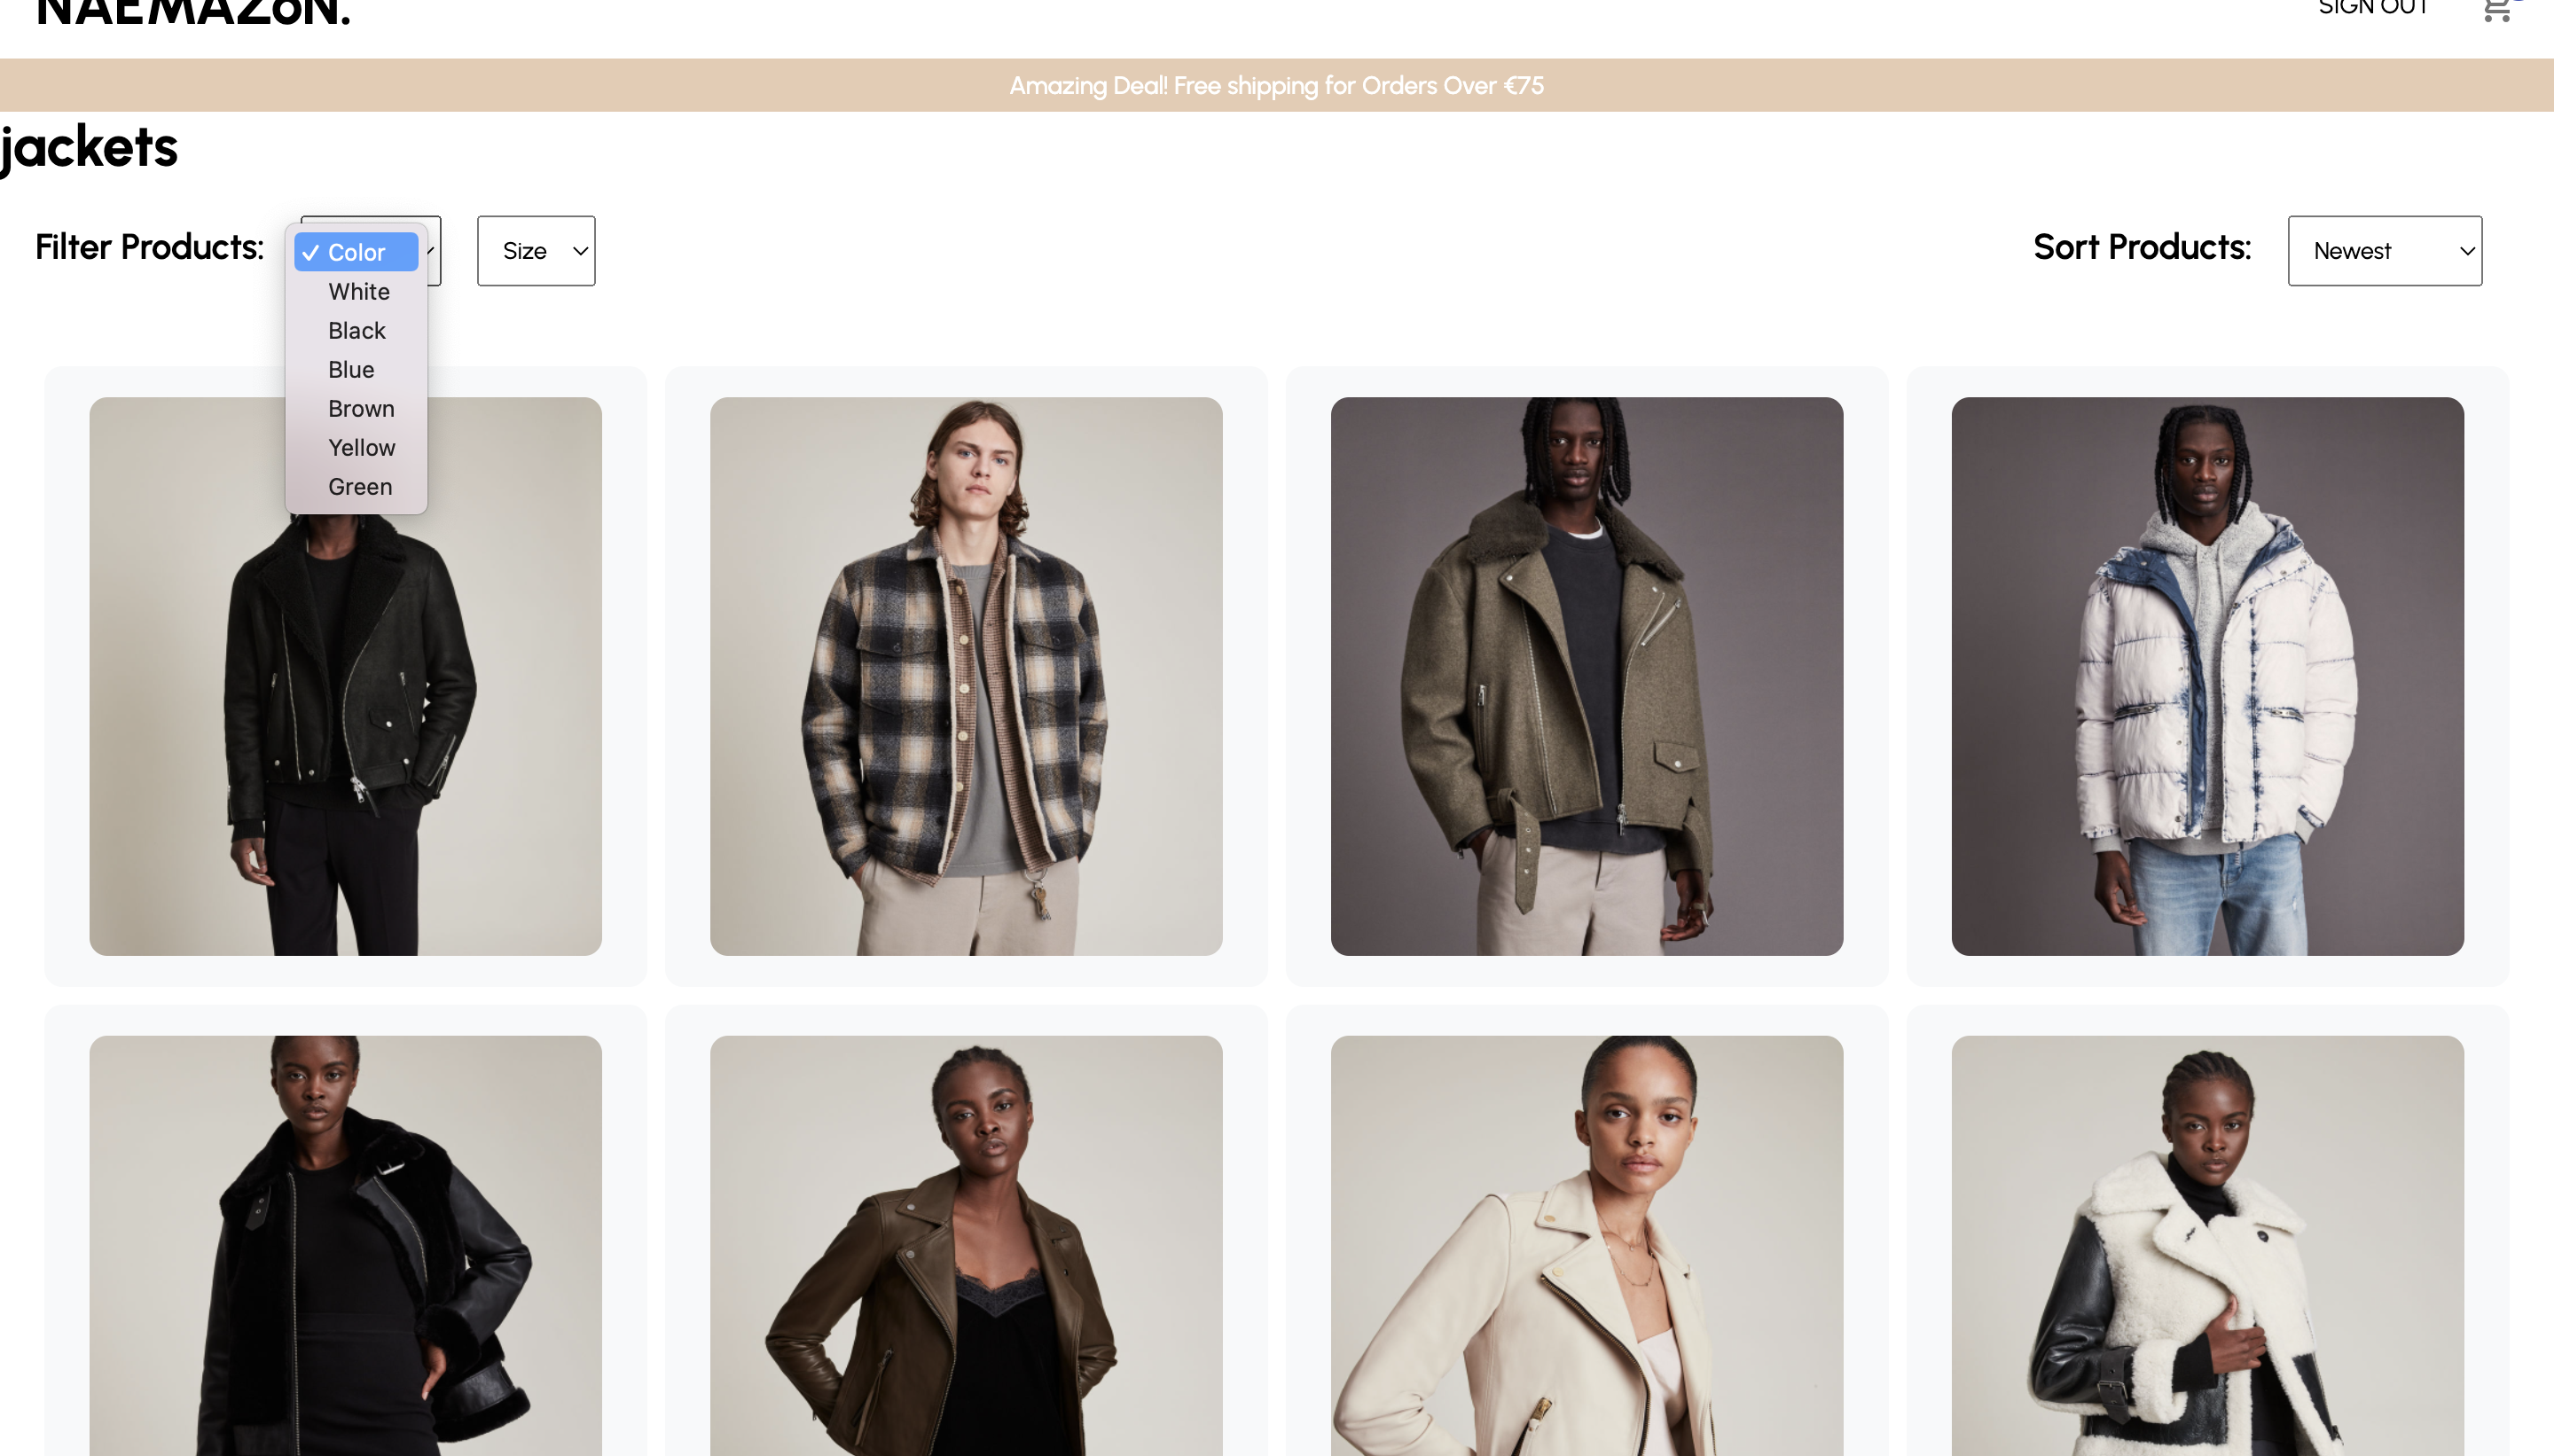 NAEMAZoN.
SIGN OUT
Amazing Deal! Free shipping for Orders Over €75
jackets
Filter Products:
Color
White
Black
Blue
Brown
Yellow
Green
Size
Sort Products:
Newest